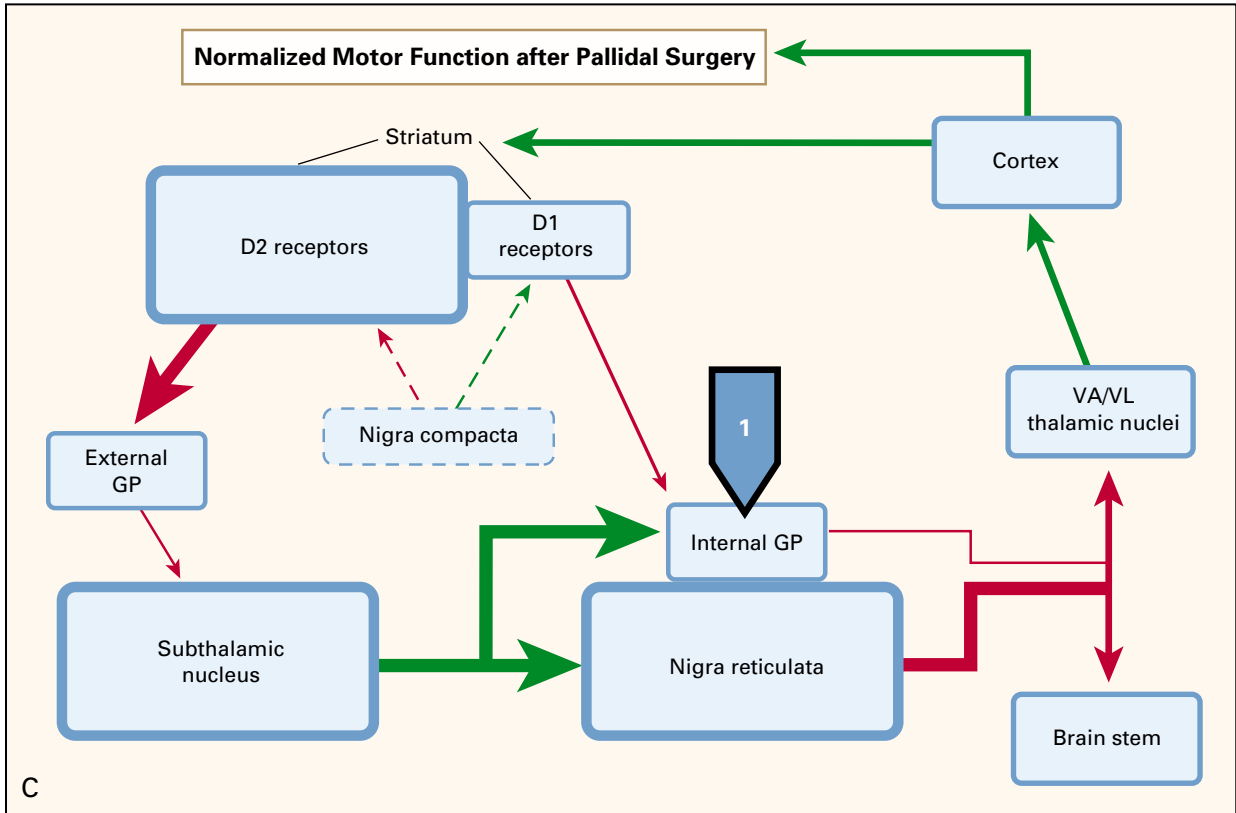 Normalized Motor Function after Pallidal Surgery
Striatum
Cortex
D2 receptors
D1
receptors
Nigra compacta
1
VA/VL
thalamic nuclei
External
GP
Internal GP
Subthalamic
nucleus
Nigra reticulata
Brain stem
C